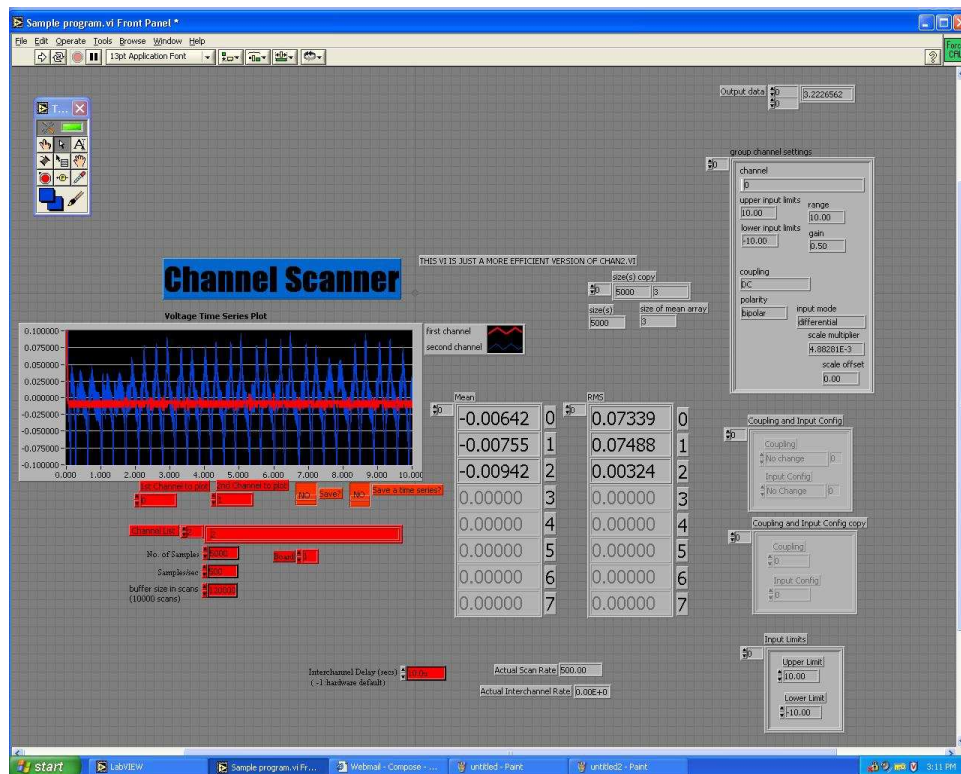 Sample program.vi Front Panel *
File Edit Operate Tools Browse Window Help
13pt Application Font
?
T...
Output data 0 3.2226562
0
group channel settings
0
channel
0
upper input limits
10.00
range
10.00
lower input limits
-10.00
gain
0.50
coupling
DC
polarity
bipolar
input mode
differential
scale multiplier
4.88281E-3
scale offset
0.00
Channel Scanner
THIS VI IS JUST A MORE EFFICIENT VERSION OF CHAN2.VI
size(s) copy
0 5000 3
size(s)
5000
size of mean array
3
Voltage Time Series Plot
0.100000
0.075000
0.050000
0.025000
0.000000
-0.025000
-0.050000
-0.075000
-0.100000
0.000 1.000 2.000 3.000 4.000 5.000 6.000 7.000 8.000 9.000 10.000
first channel
second channel
1st Channel to plot
0
2nd Channel to plot
1
NO Save?
NO Save a time series?
Channel List
No. of Samples 5000
Board
Samples/sec 500
buffer size in scans
(10000 scans)
Mean
0
-0.00642 0
-0.00755 1
-0.00942 2
0.00000 3
0.00000 4
0.00000 5
0.00000 6
0.00000 7
RMS
0
0.07339 0
0.07488 1
0.00324 2
0.00000 3
0.00000 4
0.00000 5
0.00000 6
0.00000 7
Coupling and Input Config
0
Coupling
No change 0
Input Config
No Change 0
Coupling and Input Config copy
0
Coupling
0
Input Config
0
Input Limits
0
Upper Limit
10.00
Lower Limit
-10.00
Interchannel Delay (secs)
( -1 hardware default)
Actual Scan Rate 500.00
Actual Interchannel Rate 0.00E+0
start
LabVIEW
Sample program.vi Fr...
Webmail - Compose - ...
untitled - Paint
untitled2 - Paint
3:11 PM